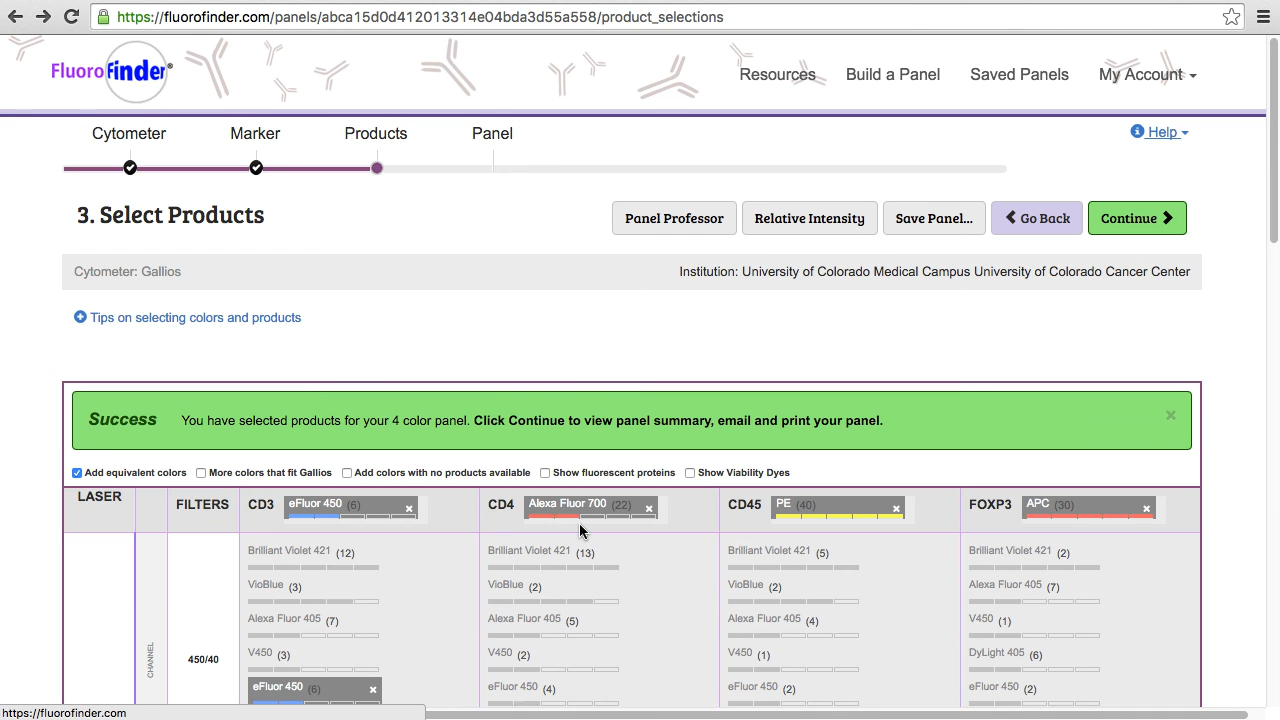 https://fluorofinder.com/panels/abca15d0d412013314e04bda3d55a558/product_selections
FluoroFinder®
Resources Build a Panel Saved Panels My Account
Cytometer Marker Products Panel
Help
3. Select Products
Panel Professor Relative Intensity Save Panel... Go Back Continue
Cytometer: Gallios Institution: University of Colorado Medical Campus University of Colorado Cancer Center
Tips on selecting colors and products
Success You have selected products for your 4 color panel. Click Continue to view panel summary, email and print your panel. ×
Add equivalent colors More colors that fit Gallios Add colors with no products available Show fluorescent proteins Show Viability Dyes
LASER FILTERS CD3 eFluor 450 (6) × CD4 Alexa Fluor 700 (22) × CD45 PE (40) × FOXP3 APC (30) ×
Brilliant Violet 421 (12) Brilliant Violet 421 (13) Brilliant Violet 421 (5) Brilliant Violet 421 (2)
VioBlue (3) VioBlue (2) VioBlue (2) Alexa Fluor 405 (7)
Alexa Fluor 405 (7) Alexa Fluor 405 (5) Alexa Fluor 405 (4) V450 (1)
CHANNEL 450/40 V450 (3) V450 (2) V450 (1) DyLight 405 (6)
eFluor 450 (6) × eFluor 450 (4) eFluor 450 (2) eFluor 450 (2)
https://fluorofinder.com